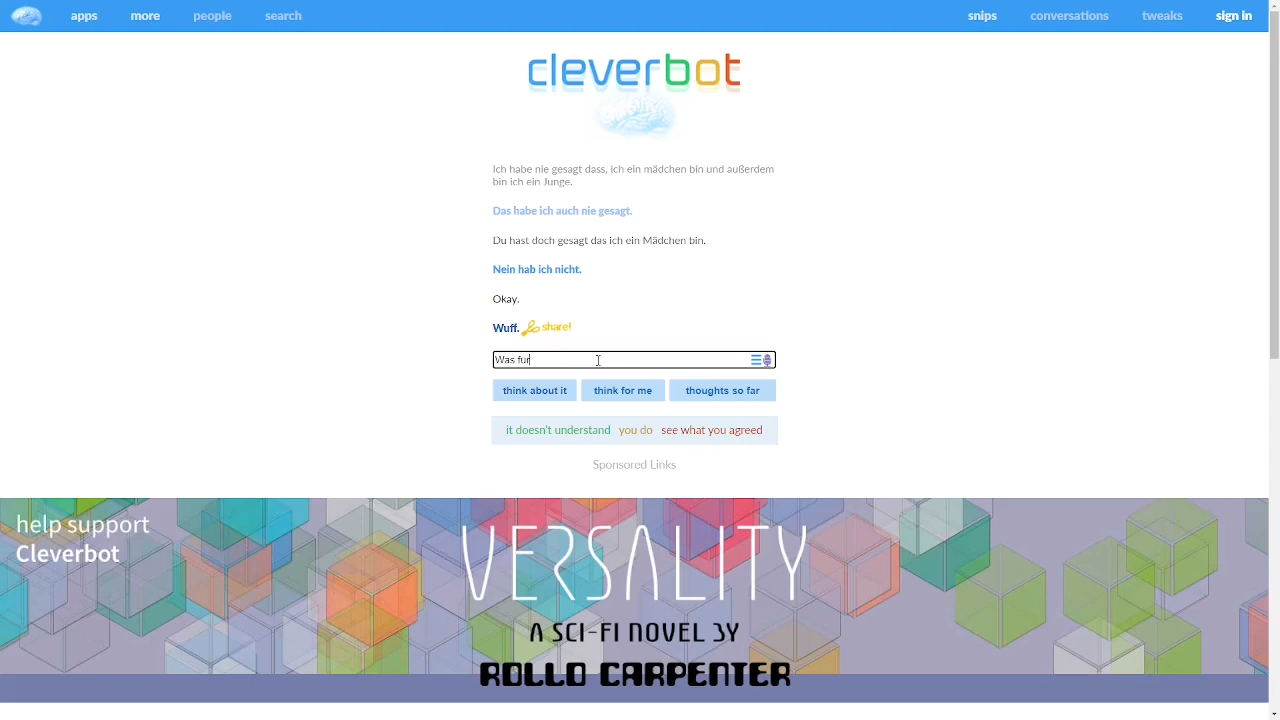 apps more people search snips conversations tweaks sign in
cleverbot
Ich habe nie gesagt dass, ich ein mädchen bin und außerdem
bin ich ein Junge.
Das habe ich auch nie gesagt.
Du hast doch gesagt das ich ein Mädchen bin.
Nein hab ich nicht.
Okay.
Wuff. share!
Was für
think about it think for me thoughts so far
it doesn't understand you do see what you agreed
Sponsored Links
help support
Cleverbot
VERSALITY
A SCI-FI NOVEL BY
ROLLO CARPENTER